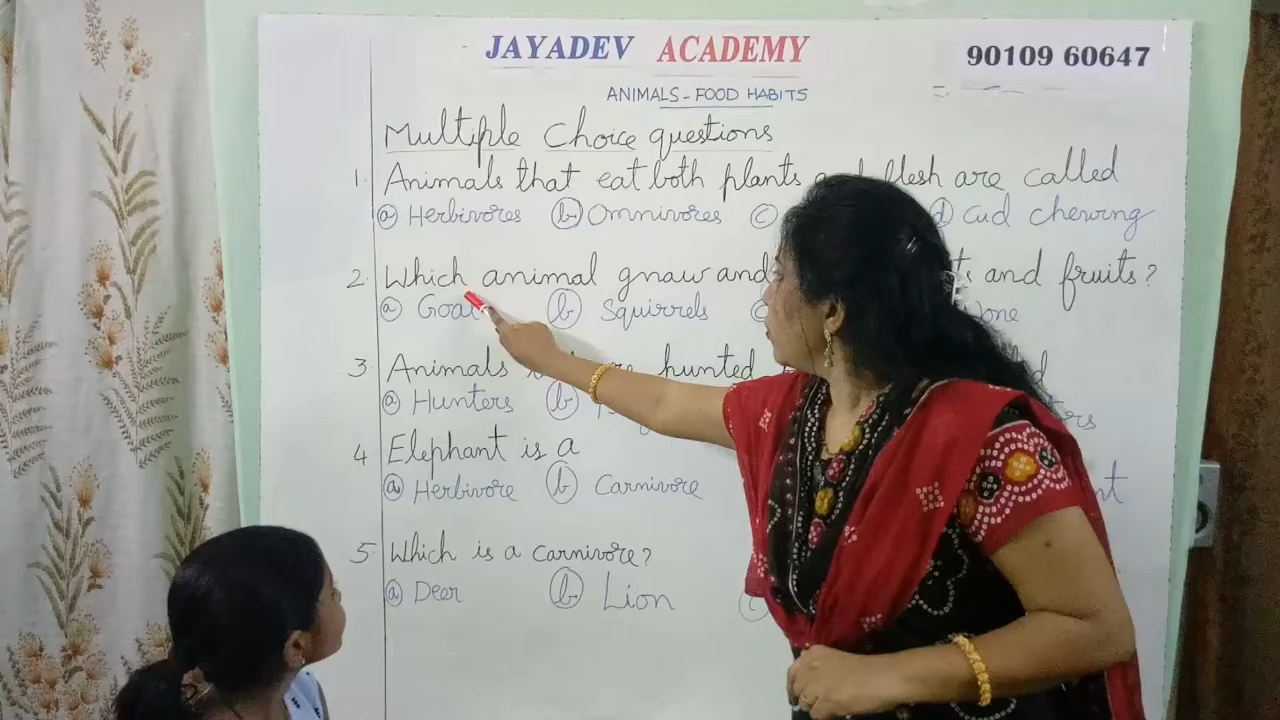 JAYADEV ACADEMY
90109 60647
ANIMALS - FOOD HABITS
Multiple Choice questions
1. Animals that eat both plants flesh are called
a Herbivores b Omnivores c d Cud chewing
2. Which animal gnaw and and fruits?
a Goat b Squirrels c None
3 Animals hunted
a Hunters b
4 Elephant is a
a Herbivore b Carnivore
5. Which is a carnivore?
a Deer b Lion c